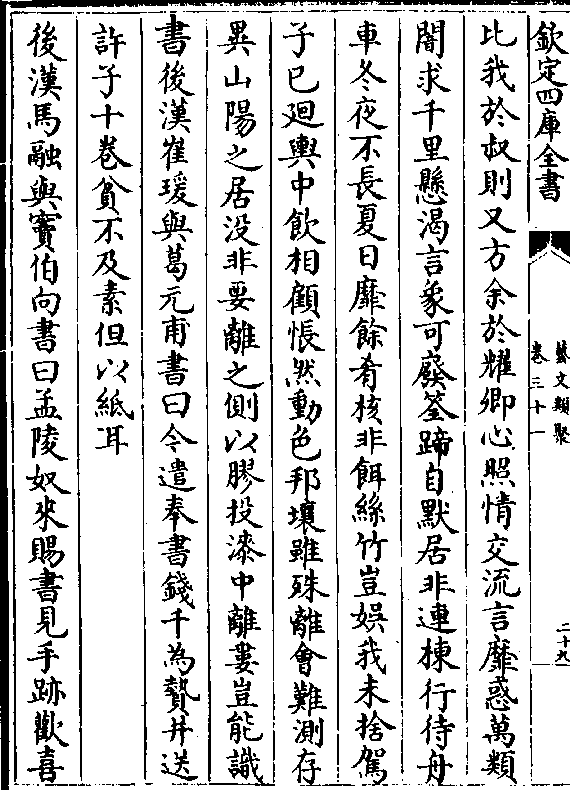 欽定四庫全書
藝文類聚
卷三十一
二十九
比我於叔則又方余於耀卿心照情交流言靡惑萬類
闇求千里懸渴言象可廢筌蹄自默居非連棟行待舟
車冬夜不長夏日靡餘肴核非餌絲竹豈娛我未捨駕
子已廻輿中飲相顧悵然動色邦壤雖殊離會難測存
異山陽之居没非要離之側以膠投漆中離婁豈能識
書後漢崔瑗與葛元甫書曰今遣奉書錢千為贄并送
許子十卷貧不及素但以紙耳
後漢馬融與竇伯向書曰孟陵奴來賜書見手跡歡喜